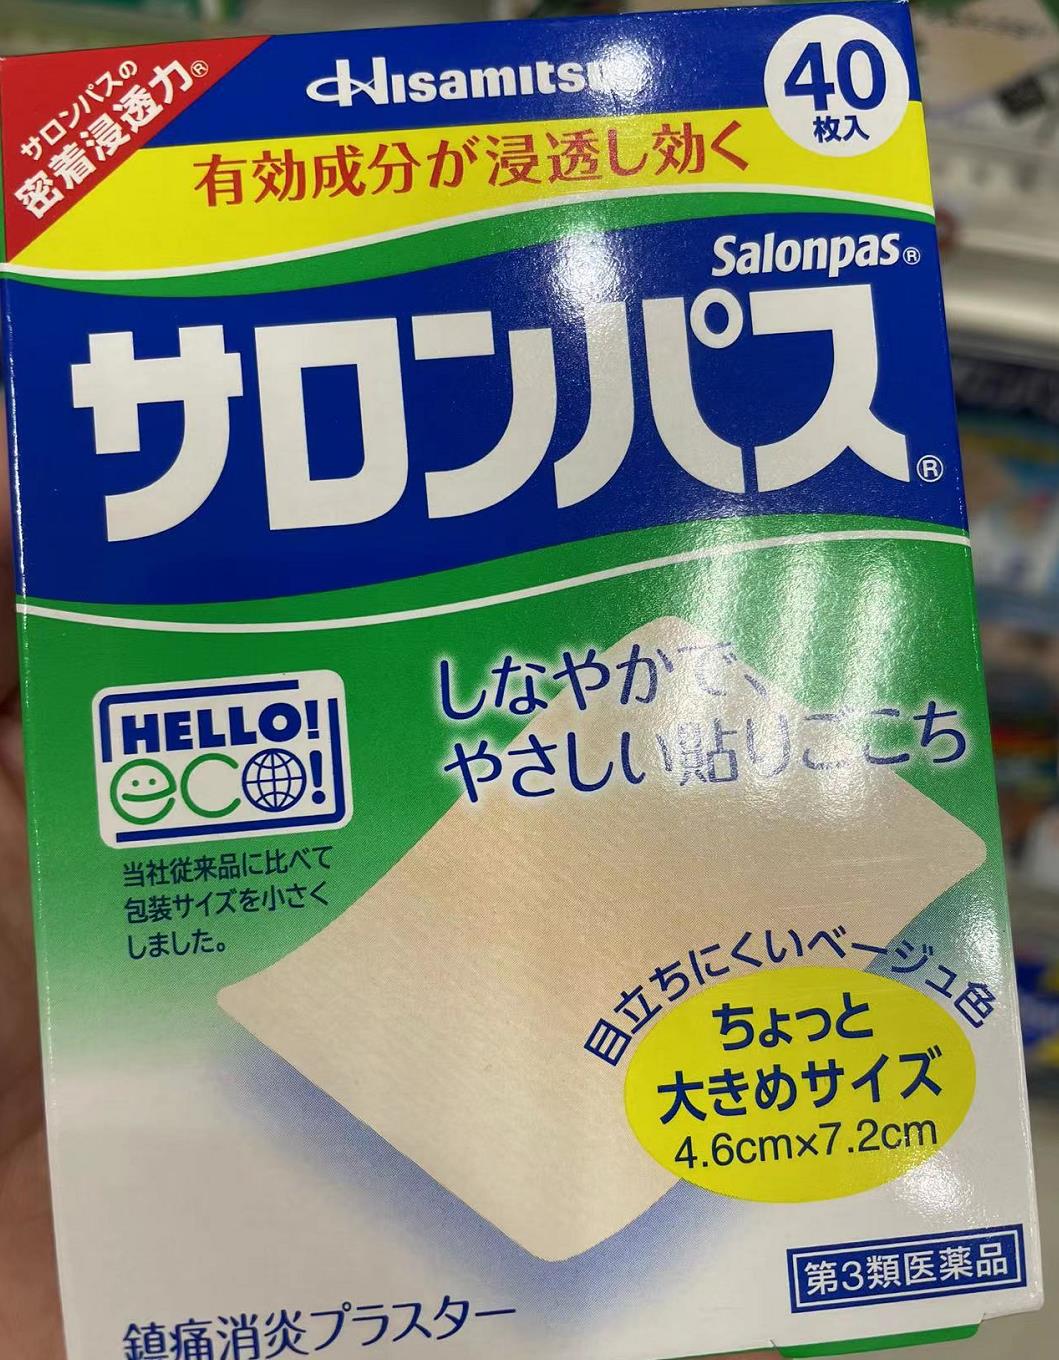 サロンパスの
密着浸透力®
Hisamitsu
40
枚入
有効成分が浸透し効く
Salonpas®
サロンパス®
しなやかで、
やさしい貼りごこち
HELLO!
eco!
当社従来品に比べて
包装サイズを小さく
しました。
目立ちにくいベージュ色
ちょっと
大きめサイズ
4.6cm×7.2cm
第3類医薬品
鎮痛消炎プラスター